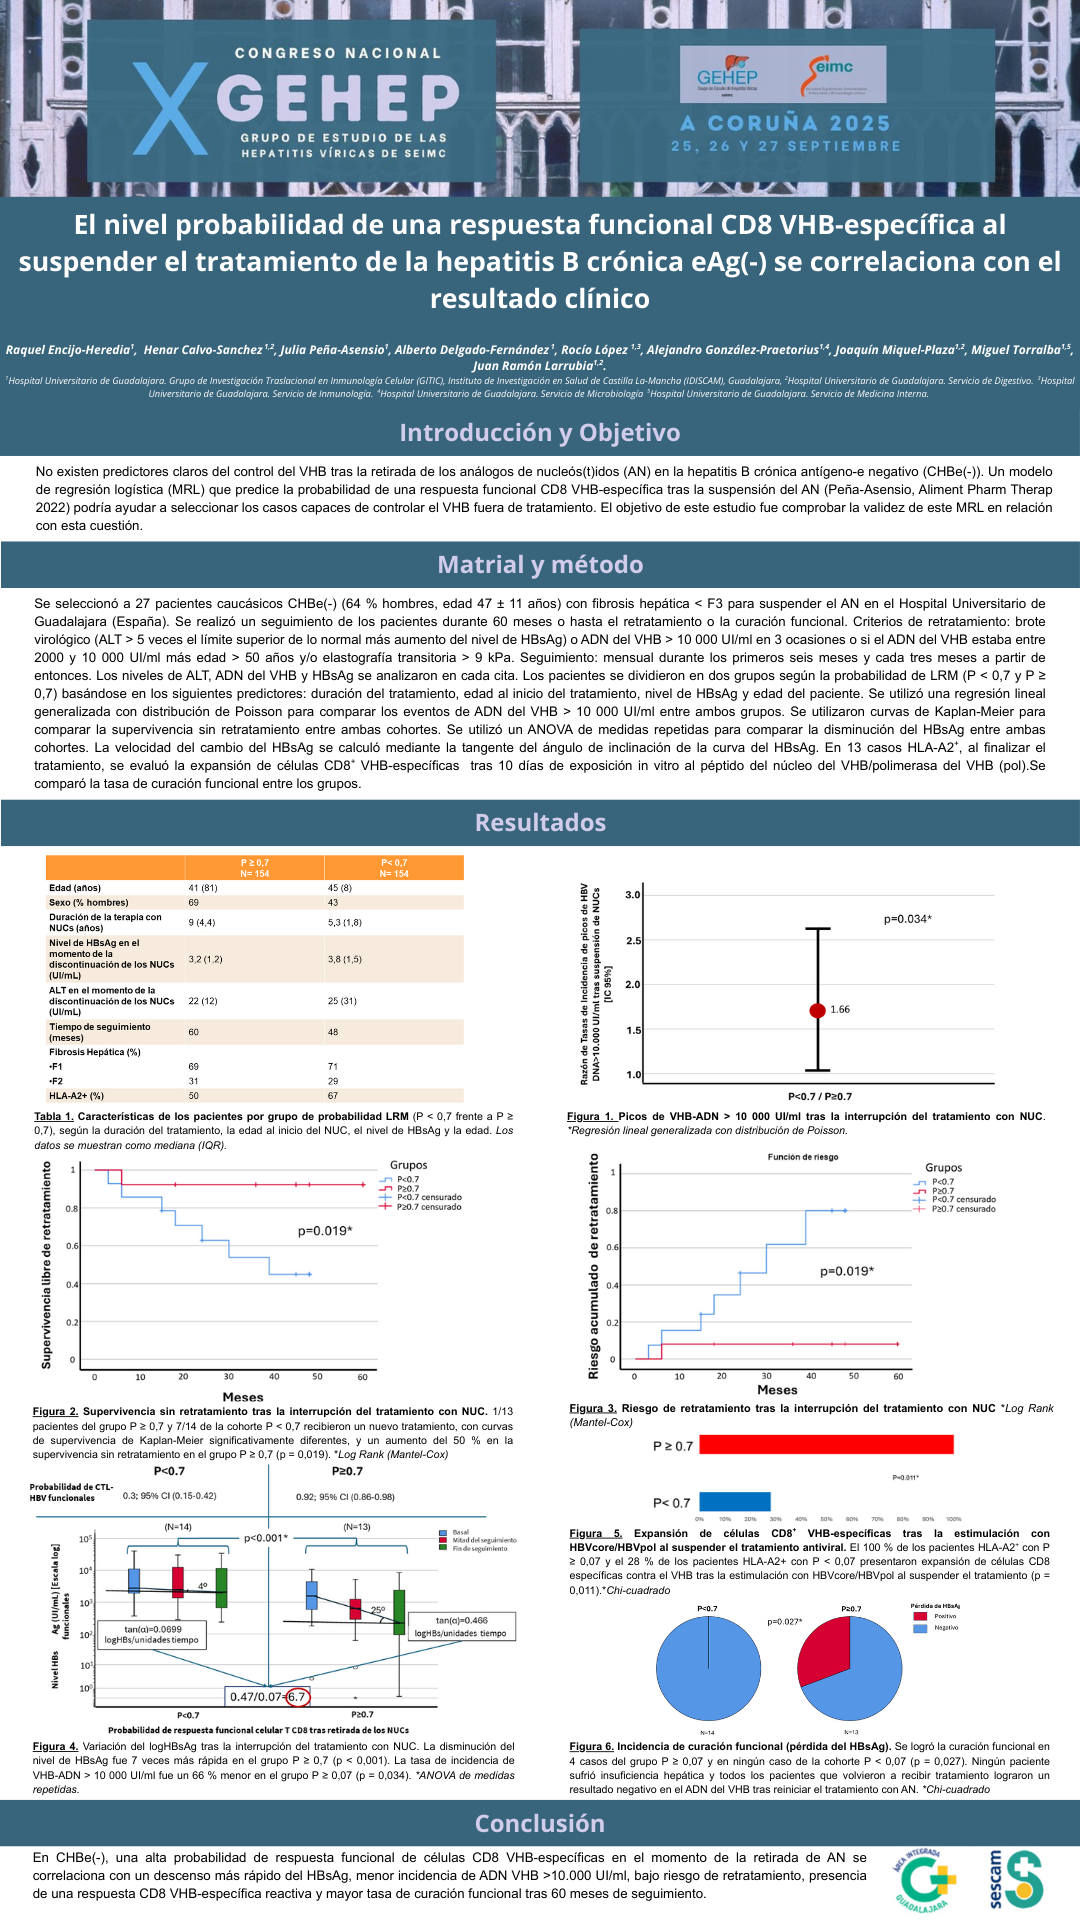 CONGRESO NACIONAL
X GEHEP
GRUPO DE ESTUDIO DE LAS
HEPATITIS VÍRICAS DE SEIMC
GEHEP
seimc
A CORUÑA 2025
25, 26 Y 27 SEPTIEMBRE
El nivel probabilidad de una respuesta funcional CD8 VHB-específica al
suspender el tratamiento de la hepatitis B crónica eAg(-) se correlaciona con el
resultado clínico
Raquel Encijo-Heredia¹, Henar Calvo-Sanchez¹,², Julia Peña-Asensio¹, Alberto Delgado-Fernández¹, Rocío López ¹,³, Alejandro González-Praetorius¹,⁴, Joaquín Miquel-Plaza¹,², Miguel Torralba¹,⁵,
Juan Ramón Larrubia¹,².
¹Hospital Universitario de Guadalajara. Grupo de Investigación Traslacional en Inmunología Celular (GITIC), Instituto de Investigación en Salud de Castilla La-Mancha (IDISCAM), Guadalajara, ²Hospital Universitario de Guadalajara. Servicio de Digestivo. ³Hospital
Universitario de Guadalajara. Servicio de Inmunología. ⁴Hospital Universitario de Guadalajara. Servicio de Microbiología ⁵Hospital Universitario de Guadalajara. Servicio de Medicina Interna.
Introducción y Objetivo
No existen predictores claros del control del VHB tras la retirada de los análogos de nucleós(t)idos (AN) en la hepatitis B crónica antígeno-e negativo (CHBe(-)). Un modelo
de regresión logística (MRL) que predice la probabilidad de una respuesta funcional CD8 VHB-específica tras la suspensión del AN (Peña-Asensio, Aliment Pharm Therap
2022) podría ayudar a seleccionar los casos capaces de controlar el VHB fuera de tratamiento. El objetivo de este estudio fue comprobar la validez de este MRL en relación
con esta cuestión.
Matrial y método
Se seleccionó a 27 pacientes caucásicos CHBe(-) (64 % hombres, edad 47 ± 11 años) con fibrosis hepática < F3 para suspender el AN en el Hospital Universitario de
Guadalajara (España). Se realizó un seguimiento de los pacientes durante 60 meses o hasta el retratamiento o la curación funcional. Criterios de retratamiento: brote
virológico (ALT > 5 veces el límite superior de lo normal más aumento del nivel de HBsAg) o ADN del VHB > 10 000 UI/ml en 3 ocasiones o si el ADN del VHB estaba entre
2000 y 10 000 UI/ml más edad > 50 años y/o elastografía transitoria > 9 kPa. Seguimiento: mensual durante los primeros seis meses y cada tres meses a partir de
entonces. Los niveles de ALT, ADN del VHB y HBsAg se analizaron en cada cita. Los pacientes se dividieron en dos grupos según la probabilidad de LRM (P < 0,7 y P ≥
0,7) basándose en los siguientes predictores: duración del tratamiento, edad al inicio del tratamiento, nivel de HBsAg y edad del paciente. Se utilizó una regresión lineal
generalizada con distribución de Poisson para comparar los eventos de ADN del VHB > 10 000 UI/ml entre ambos grupos. Se utilizaron curvas de Kaplan-Meier para
comparar la supervivencia sin retratamiento entre ambas cohortes. Se utilizó un ANOVA de medidas repetidas para comparar la disminución del HBsAg entre ambas
cohortes. La velocidad del cambio del HBsAg se calculó mediante la tangente del ángulo de inclinación de la curva del HBsAg. En 13 casos HLA-A2⁺, al finalizar el
tratamiento, se evaluó la expansión de células CD8⁺ VHB-específicas tras 10 días de exposición in vitro al péptido del núcleo del VHB/polimerasa del VHB (pol).Se
comparó la tasa de curación funcional entre los grupos.
Resultados
P ≥ 0,7 P< 0,7
N= 154 N= 154
Edad (años) 41 (81) 45 (8)
Sexo (% hombres) 69 43
Duración de la terapia con
NUCs (años) 9 (4,4) 5,3 (1,8)
Nivel de HBsAg en el
momento de la
discontinuación de los NUCs
(UI/mL) 3,2 (1,2) 3,8 (1,5)
ALT en el momento de la
discontinuación de los NUCs
(UI/mL) 22 (12) 25 (31)
Tiempo de seguimiento
(meses) 60 48
Fibrosis Hepática (%)
•F1 69 71
•F2 31 29
HLA-A2+ (%) 50 67
Tabla 1. Características de los pacientes por grupo de probabilidad LRM (P < 0,7 frente a P ≥
0,7), según la duración del tratamiento, la edad al inicio del NUC, el nivel de HBsAg y la edad. Los
datos se muestran como mediana (IQR).
Razón de Tasas de Incidencia de picos de HBV
DNA>10.000 UI/ml tras suspensión de NUCs
[IC 95%]
3.0
2.5
2.0
1.5
1.0
p=0.034*
1.66
P<0.7 / P≥0.7
Figura 1. Picos de VHB-ADN > 10 000 UI/ml tras la interrupción del tratamiento con NUC.
*Regresión lineal generalizada con distribución de Poisson.
Supervivencia libre de retratamiento
1
0.8
0.6
0.4
0.2
0
0 10 20 30 40 50 60
Meses
Grupos
P<0.7
P≥0.7
P<0.7 censurado
P≥0.7 censurado
p=0.019*
Figura 2. Supervivencia sin retratamiento tras la interrupción del tratamiento con NUC. 1/13
pacientes del grupo P ≥ 0,7 y 7/14 de la cohorte P < 0,7 recibieron un nuevo tratamiento, con curvas
de supervivencia de Kaplan-Meier significativamente diferentes, y un aumento del 50 % en la
supervivencia sin retratamiento en el grupo P ≥ 0,7 (p = 0,019). *Log Rank (Mantel-Cox)
Función de riesgo
Riesgo acumulado de retratamiento
1
0.8
0.6
0.4
0.2
0
0 10 20 30 40 50 60
Meses
Grupos
P<0.7
P≥0.7
P<0.7 censurado
P≥0.7 censurado
p=0.019*
Figura 3. Riesgo de retratamiento tras la interrupción del tratamiento con NUC *Log Rank
(Mantel-Cox)
P<0.7 P≥0.7
Probabilidad de CTL-
HBV funcionales
0.3; 95% CI (0.15-0.42) 0.92; 95% CI (0.86-0.98)
(N=14) (N=13)
p<0.001*
Basal
Mitad del seguimiento
Fin de seguimiento
Nivel HBs Ag (UI/mL) [Escala log]
funcionales
10⁵
10⁴
10³
10²
10¹
10⁰
4º
25º
tan(α)=0.0699
logHBs/unidades tiempo
tan(α)=0.466
logHBs/unidades tiempo
0.47/0.07=6.7
P<0.7 P≥0.7
Probabilidad de respuesta funcional celular T CD8 tras retirada de los NUCs
Figura 4. Variación del logHBsAg tras la interrupción del tratamiento con NUC. La disminución del
nivel de HBsAg fue 7 veces más rápida en el grupo P ≥ 0,7 (p < 0,001). La tasa de incidencia de
VHB-ADN > 10 000 UI/ml fue un 66 % menor en el grupo P ≥ 0,07 (p = 0,034). *ANOVA de medidas
repetidas.
P ≥ 0.7
P< 0.7
P=0.011*
0% 10% 20% 30% 40% 50% 60% 70% 80% 90% 100%
Figura 5. Expansión de células CD8⁺ VHB-específicas tras la estimulación con
HBVcore/HBVpol al suspender el tratamiento antiviral. El 100 % de los pacientes HLA-A2⁺ con P
≥ 0,07 y el 28 % de los pacientes HLA-A2+ con P < 0,07 presentaron expansión de células CD8
específicas contra el VHB tras la estimulación con HBVcore/HBVpol al suspender el tratamiento (p =
0,011).*Chi-cuadrado
P<0.7 P≥0.7
p=0.027*
Pérdida de HBsAg
Positivo
Negativo
N=14 N=13
Figura 6. Incidencia de curación funcional (pérdida del HBsAg). Se logró la curación funcional en
4 casos del grupo P ≥ 0,07 y en ningún caso de la cohorte P < 0,07 (p = 0,027). Ningún paciente
sufrió insuficiencia hepática y todos los pacientes que volvieron a recibir tratamiento lograron un
resultado negativo en el ADN del VHB tras reiniciar el tratamiento con AN. *Chi-cuadrado
Conclusión
En CHBe(-), una alta probabilidad de respuesta funcional de células CD8 VHB-específicas en el momento de la retirada de AN se
correlaciona con un descenso más rápido del HBsAg, menor incidencia de ADN VHB >10.000 UI/ml, bajo riesgo de retratamiento, presencia
de una respuesta CD8 VHB-específica reactiva y mayor tasa de curación funcional tras 60 meses de seguimiento.
ÁREA INTEGRADA
GUADALAJARA
sescam